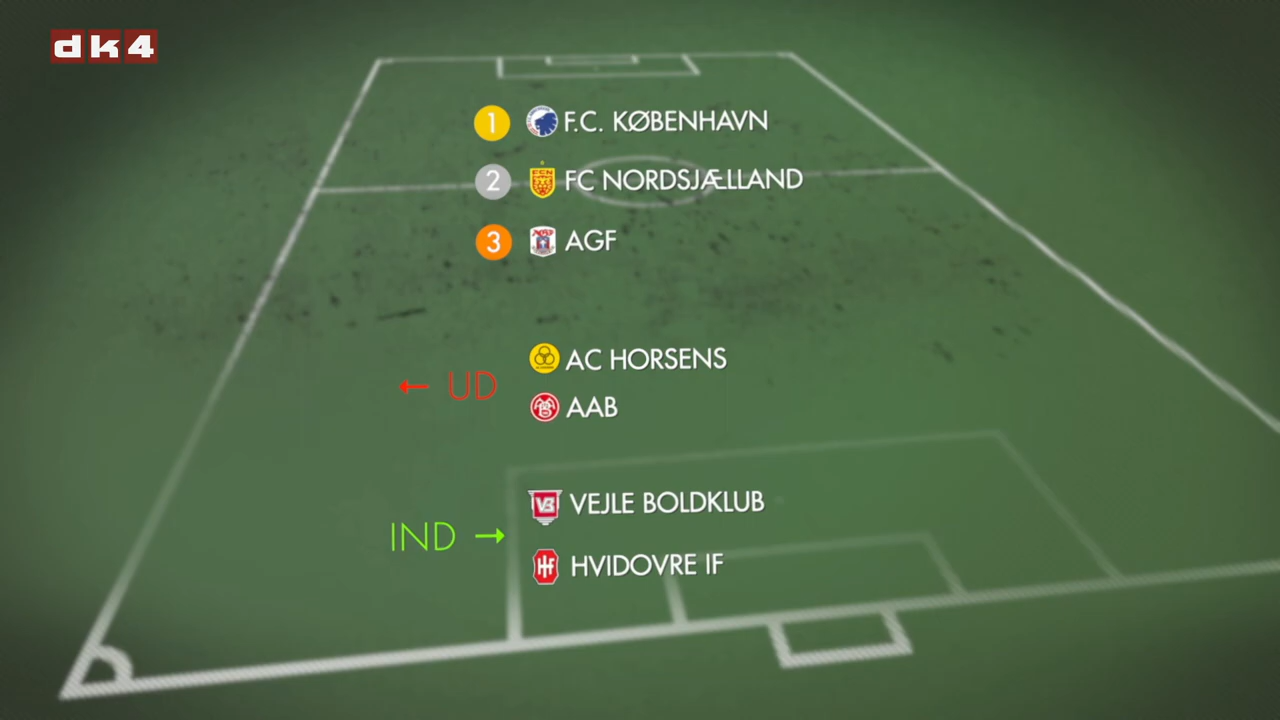 dk4
1 F.C. KØBENHAVN
2 FC NORDSJÆLLAND
3 AGF
AC HORSENS
← UD
AAB
VEJLE BOLDKLUB
IND →
HVIDOVRE IF